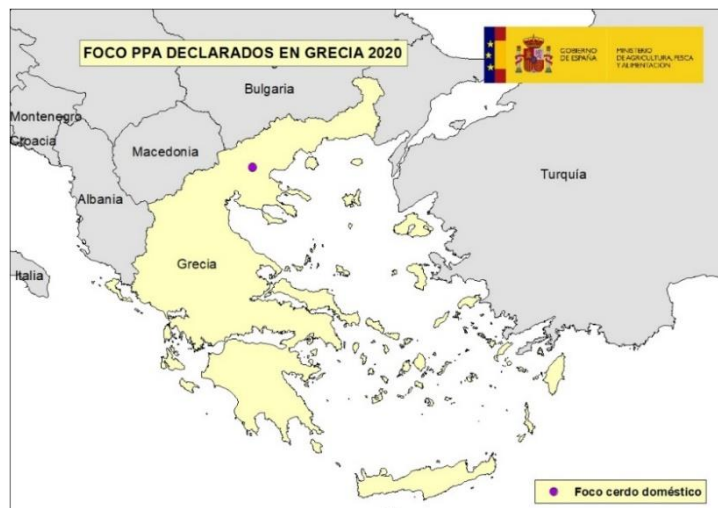 FOCO PPA DECLARADOS EN GRECIA 2020
GOBIERNO
DE ESPAÑA
MINISTERIO
DE AGRICULTURA, PESCA
Y ALIMENTACIÓN
Bulgaria
Montenegro
Croacia
Macedonia
Albania
Turquía
Italia
Grecia
Foco cerdo doméstico